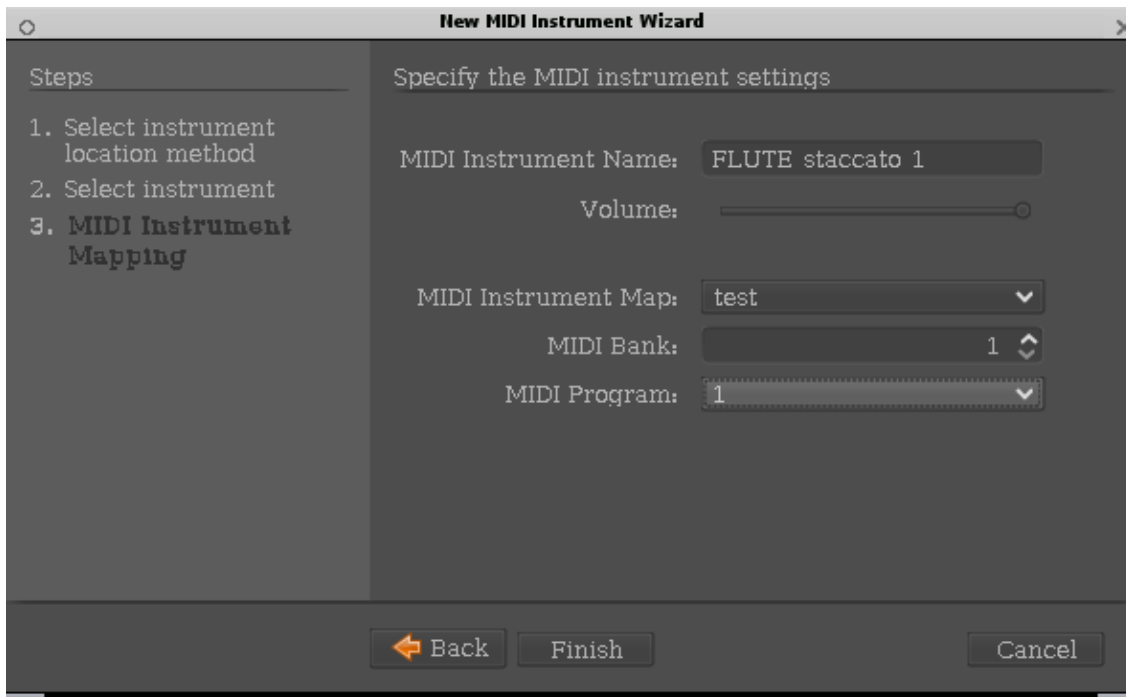 New MIDI Instrument Wizard
Steps
1. Select instrument
location method
2. Select instrument
3. MIDI Instrument
Mapping
Specify the MIDI instrument settings
MIDI Instrument Name: FLUTE staccato 1
Volume:
MIDI Instrument Map: test
MIDI Bank: 1
MIDI Program: 1
Back Finish Cancel